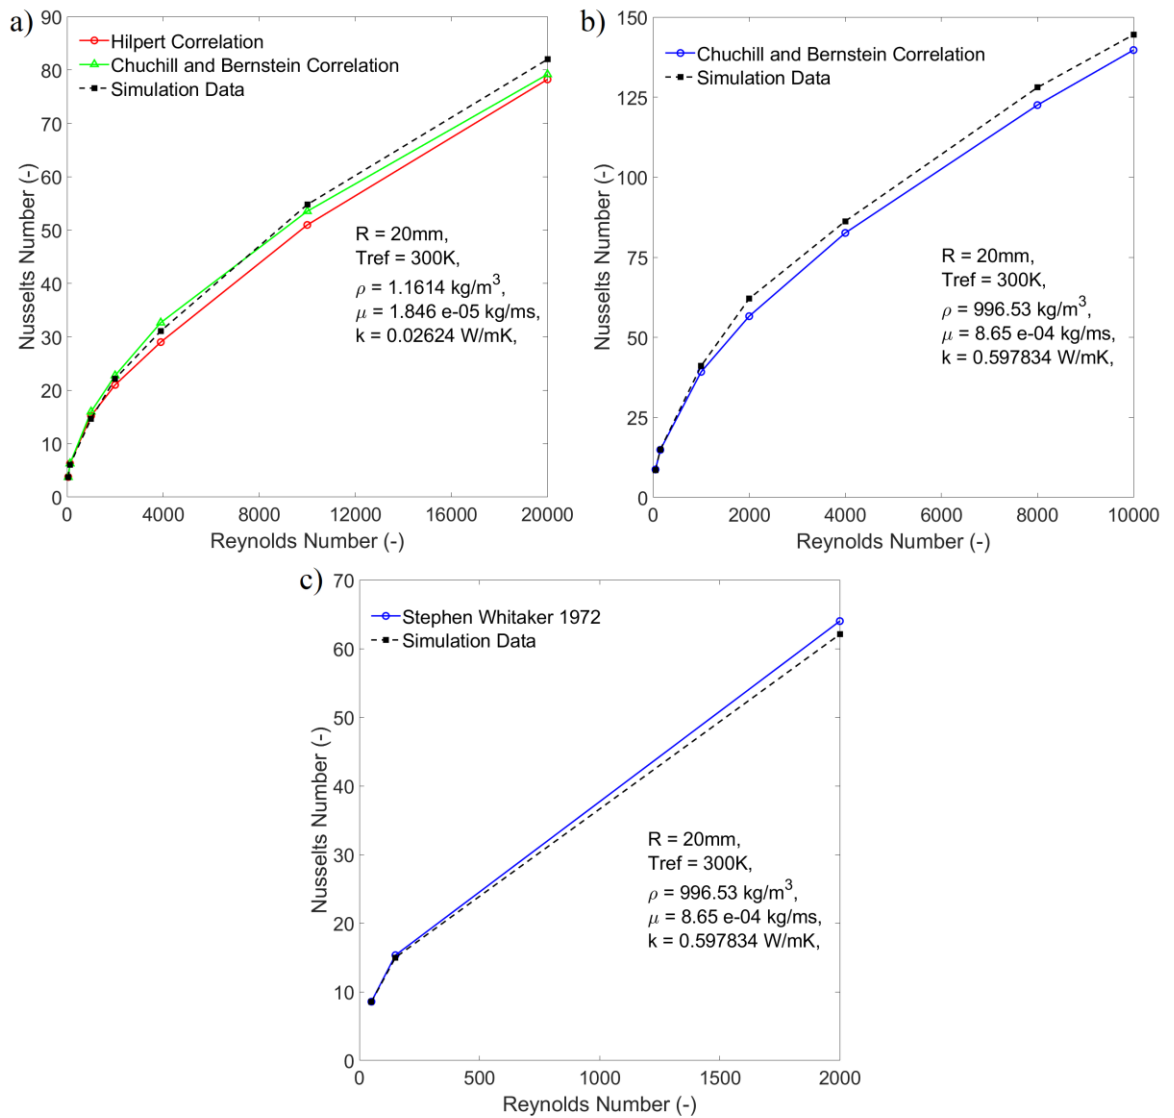 a)
90
80
70
60
50
40
30
20
10
0
Nusselts Number (-)
Hilpert Correlation
Chuchill and Bernstein Correlation
Simulation Data
R = 20mm,
Tref = 300K,
ρ = 1.1614 kg/m³,
μ = 1.846 e-05 kg/ms,
k = 0.02624 W/mK,
0 4000 8000 12000 16000 20000
Reynolds Number (-)
b)
150
125
100
75
50
25
0
Nusselts Number (-)
Chuchill and Bernstein Correlation
Simulation Data
R = 20mm,
Tref = 300K,
ρ = 996.53 kg/m³,
μ = 8.65 e-04 kg/ms,
k = 0.597834 W/mK,
0 2000 4000 6000 8000 10000
Reynolds Number (-)
c)
70
60
50
40
30
20
10
0
Nusselts Number (-)
Stephen Whitaker 1972
Simulation Data
R = 20mm,
Tref = 300K,
ρ = 996.53 kg/m³,
μ = 8.65 e-04 kg/ms,
k = 0.597834 W/mK,
0 500 1000 1500 2000
Reynolds Number (-)